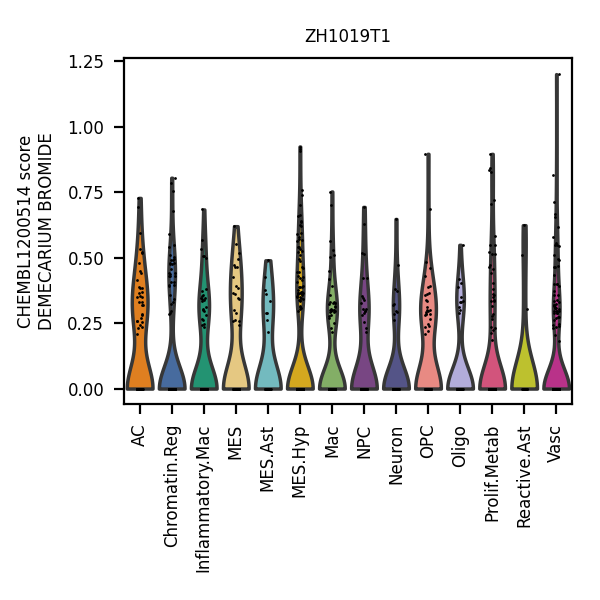 ZH1019T1
CHEMBL1200514 score
DEMECARIUM BROMIDE
1.25
1.00
0.75
0.50
0.25
0.00
AC
Chromatin.Reg
Inflammatory.Mac
MES
MES.Ast
MES.Hyp
Mac
NPC
Neuron
OPC
Oligo
Prolif.Metab
Reactive.Ast
Vasc